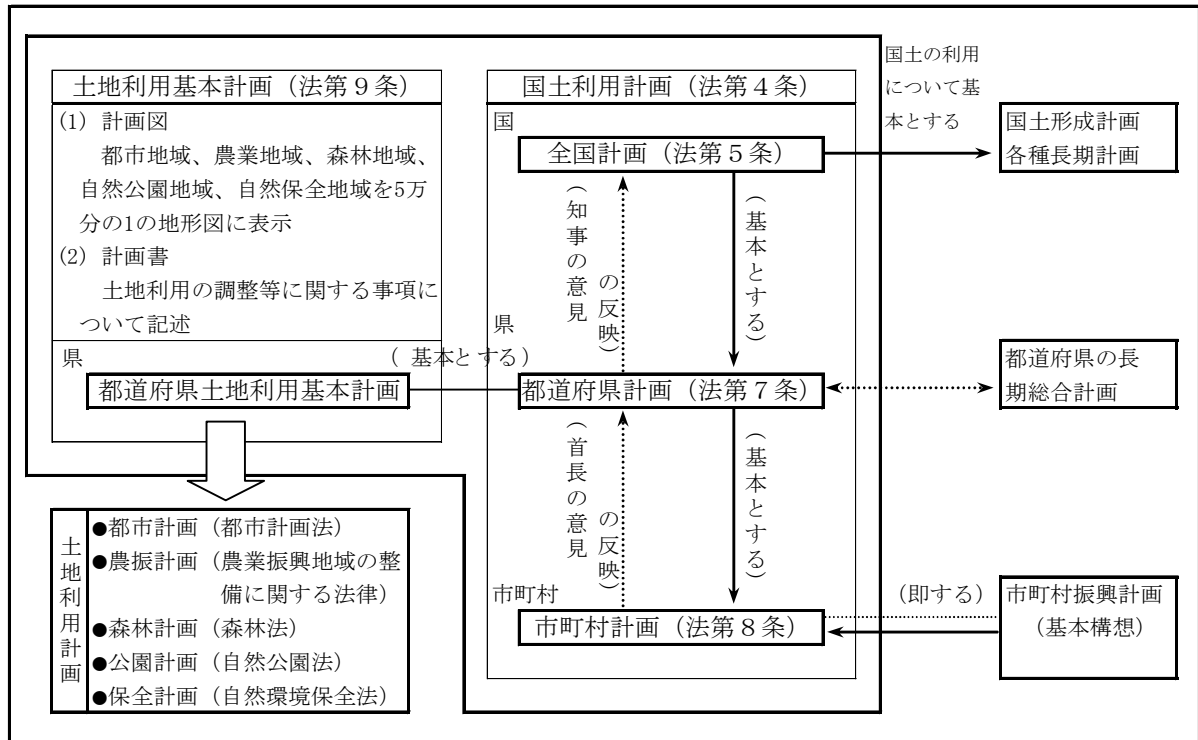 土地利用基本計画（法第９条）
(1) 計画図
都市地域、農業地域、森林地域、
自然公園地域、自然保全地域を5万
分の1の地形図に表示
(2) 計画書
土地利用の調整等に関する事項に
ついて記述
県
都道府県土地利用基本計画
（ 基本とする）
国土利用計画（法第４条）
国
全国計画（法第５条）
（知事の意見
の反映）
（基本とする）
県
都道府県計画（法第７条）
（首長の意見
の反映）
（基本とする）
市町村
市町村計画（法第８条）
国土の利用
について基
本とする
国土形成計画
各種長期計画
都道府県の長
期総合計画
（即する）
市町村振興計画
（基本構想）
土地利用計画
●都市計画（都市計画法）
●農振計画（農業振興地域の整
備に関する法律）
●森林計画（森林法）
●公園計画（自然公園法）
●保全計画（自然環境保全法）